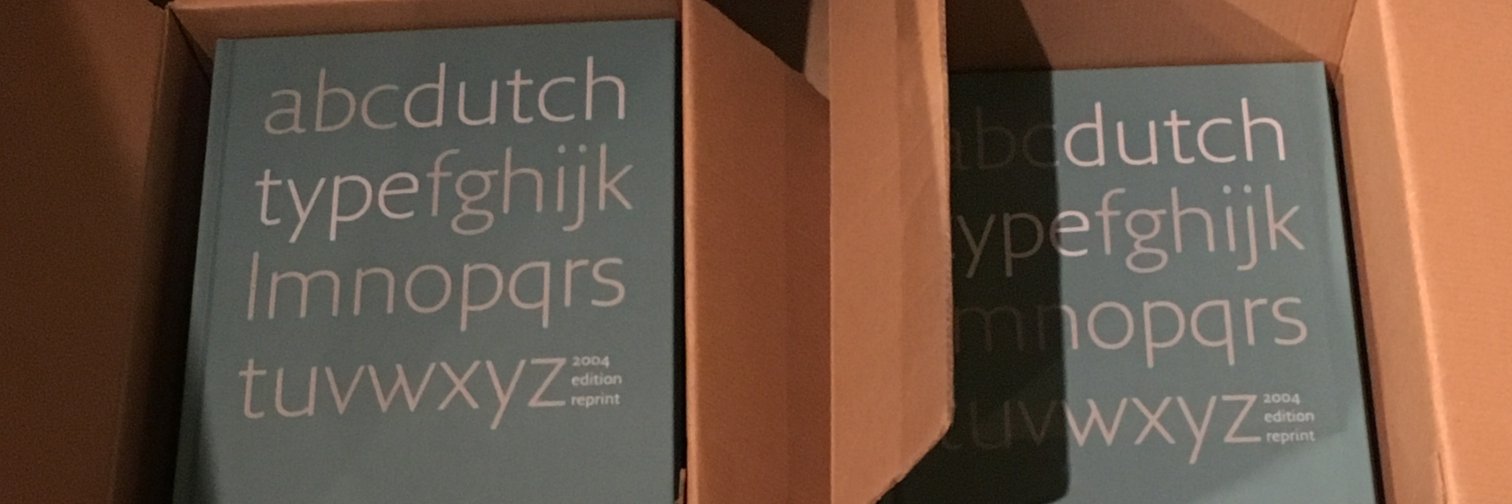 abcdutch
typefghijk
lmnopqrs
tuvwxyz
2004
edition
reprint
abcdutch
typefghijk
lmnopqrs
tuvwxyz
2004
edition
reprint